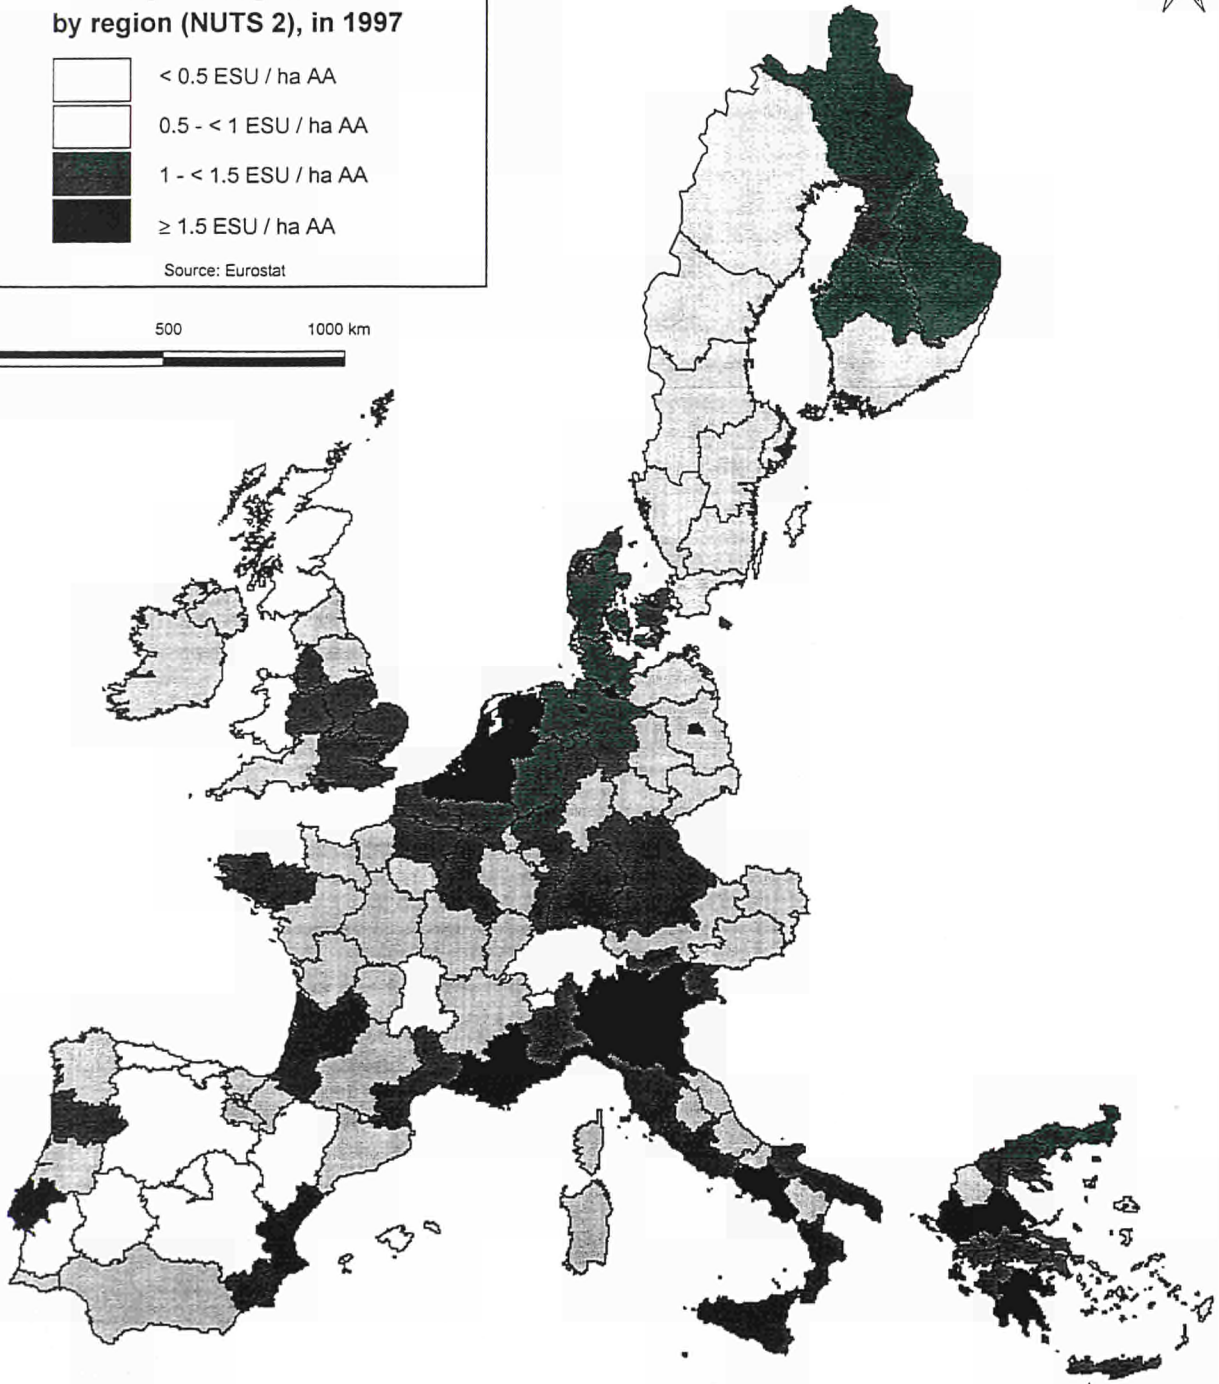 by region (NUTS 2), in 1997
< 0.5 ESU / ha AA
0.5 - < 1 ESU / ha AA
1 - < 1.5 ESU / ha AA
≥ 1.5 ESU / ha AA
Source: Eurostat
500 1000 km